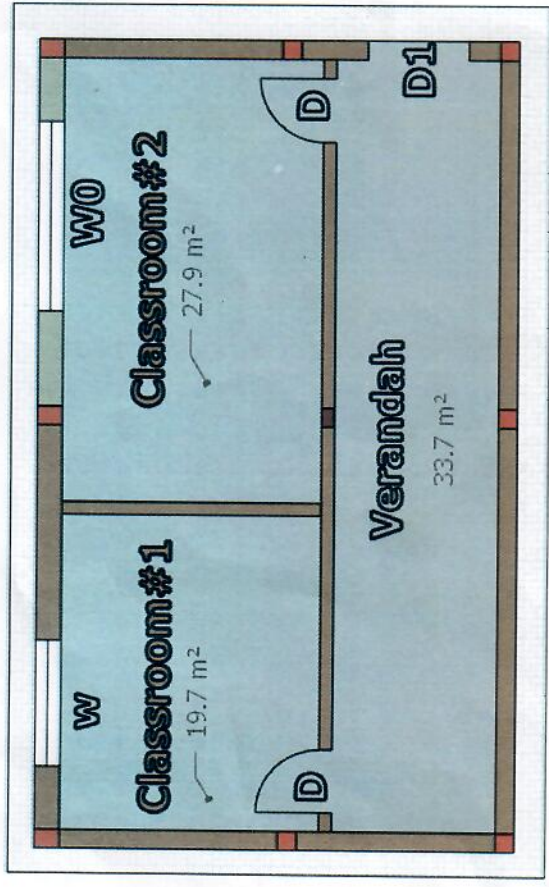 W
W0
Classroom#1
19.7 m²
Classroom#2
27.9 m²
D
D
Verandah
33.7 m²
D1